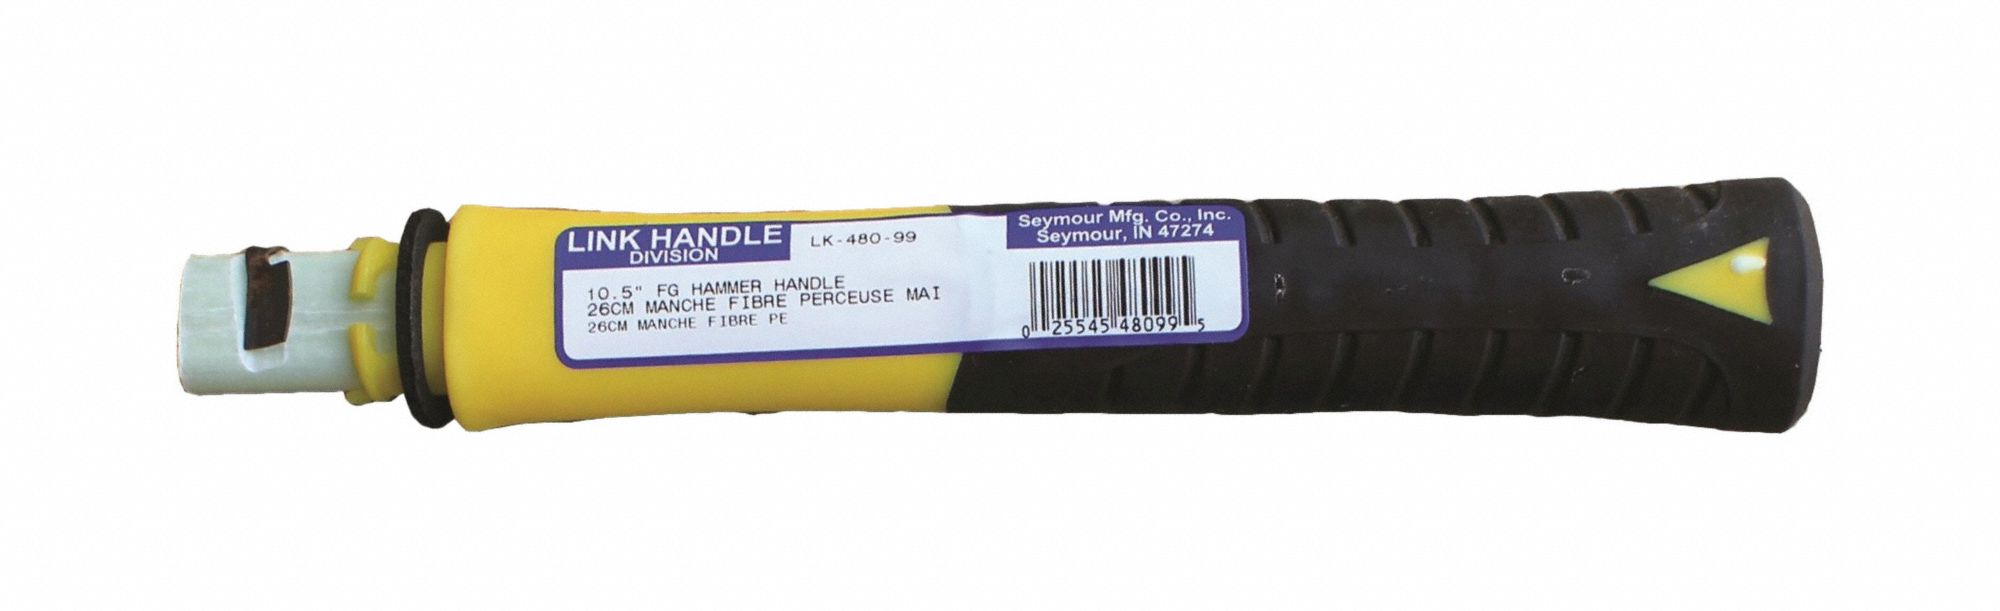 LINK HANDLE
DIVISION
LK-480-99
Seymour Mfg. Co., Inc.
Seymour, IN 47274
10.5" FG HAMMER HANDLE
26CM MANCHE FIBRE PERCEUSE MAI
26CM MANCHE FIBRE PE
0 25545 48099 5